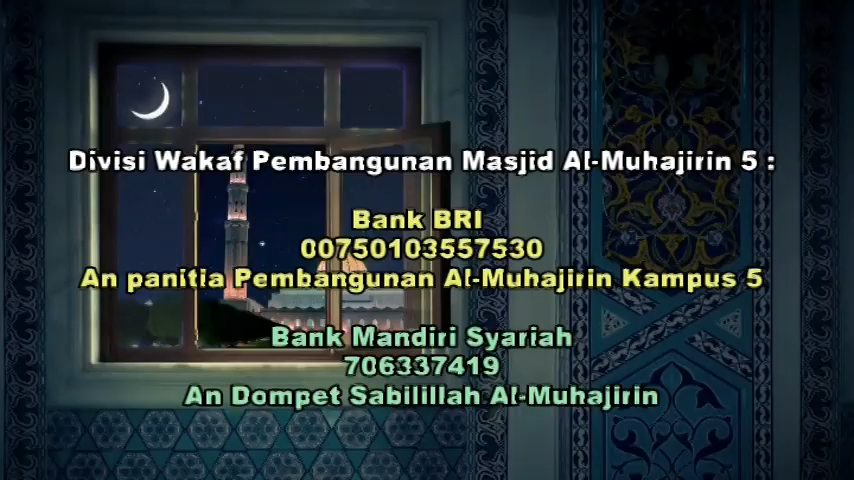 Divisi Wakaf Pembangunan Masjid Al-Muhajirin 5 :
Bank BRI
00750103557530
An panitia Pembangunan Al-Muhajirin Kampus 5
Bank Mandiri Syariah
706337419
An Dompet Sabilillah Al-Muhajirin